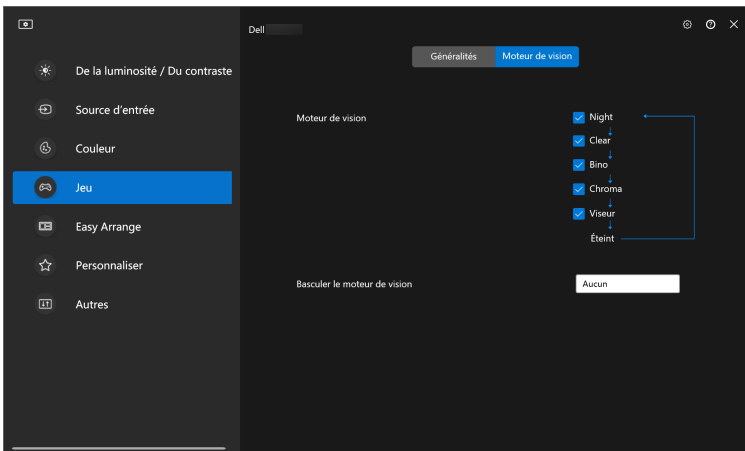 Dell
Généralités
Moteur de vision
De la luminosité / Du contraste
Source d'entrée
Couleur
Jeu
Easy Arrange
Personnaliser
Autres
Moteur de vision
Night
Clear
Bino
Chroma
Viseur
Éteint
Basculer le moteur de vision
Aucun